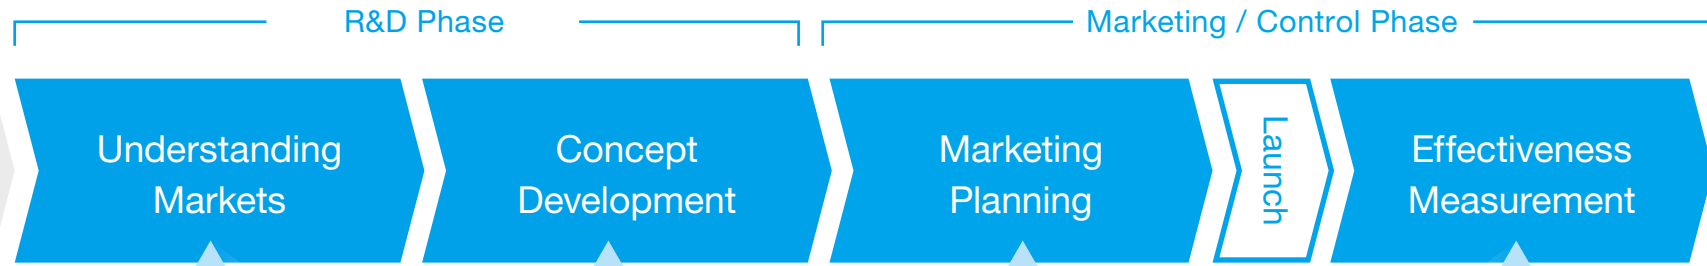 R&D Phase
Marketing / Control Phase
Understanding
Markets
Concept
Development
Marketing
Planning
Launch
Effectiveness
Measurement